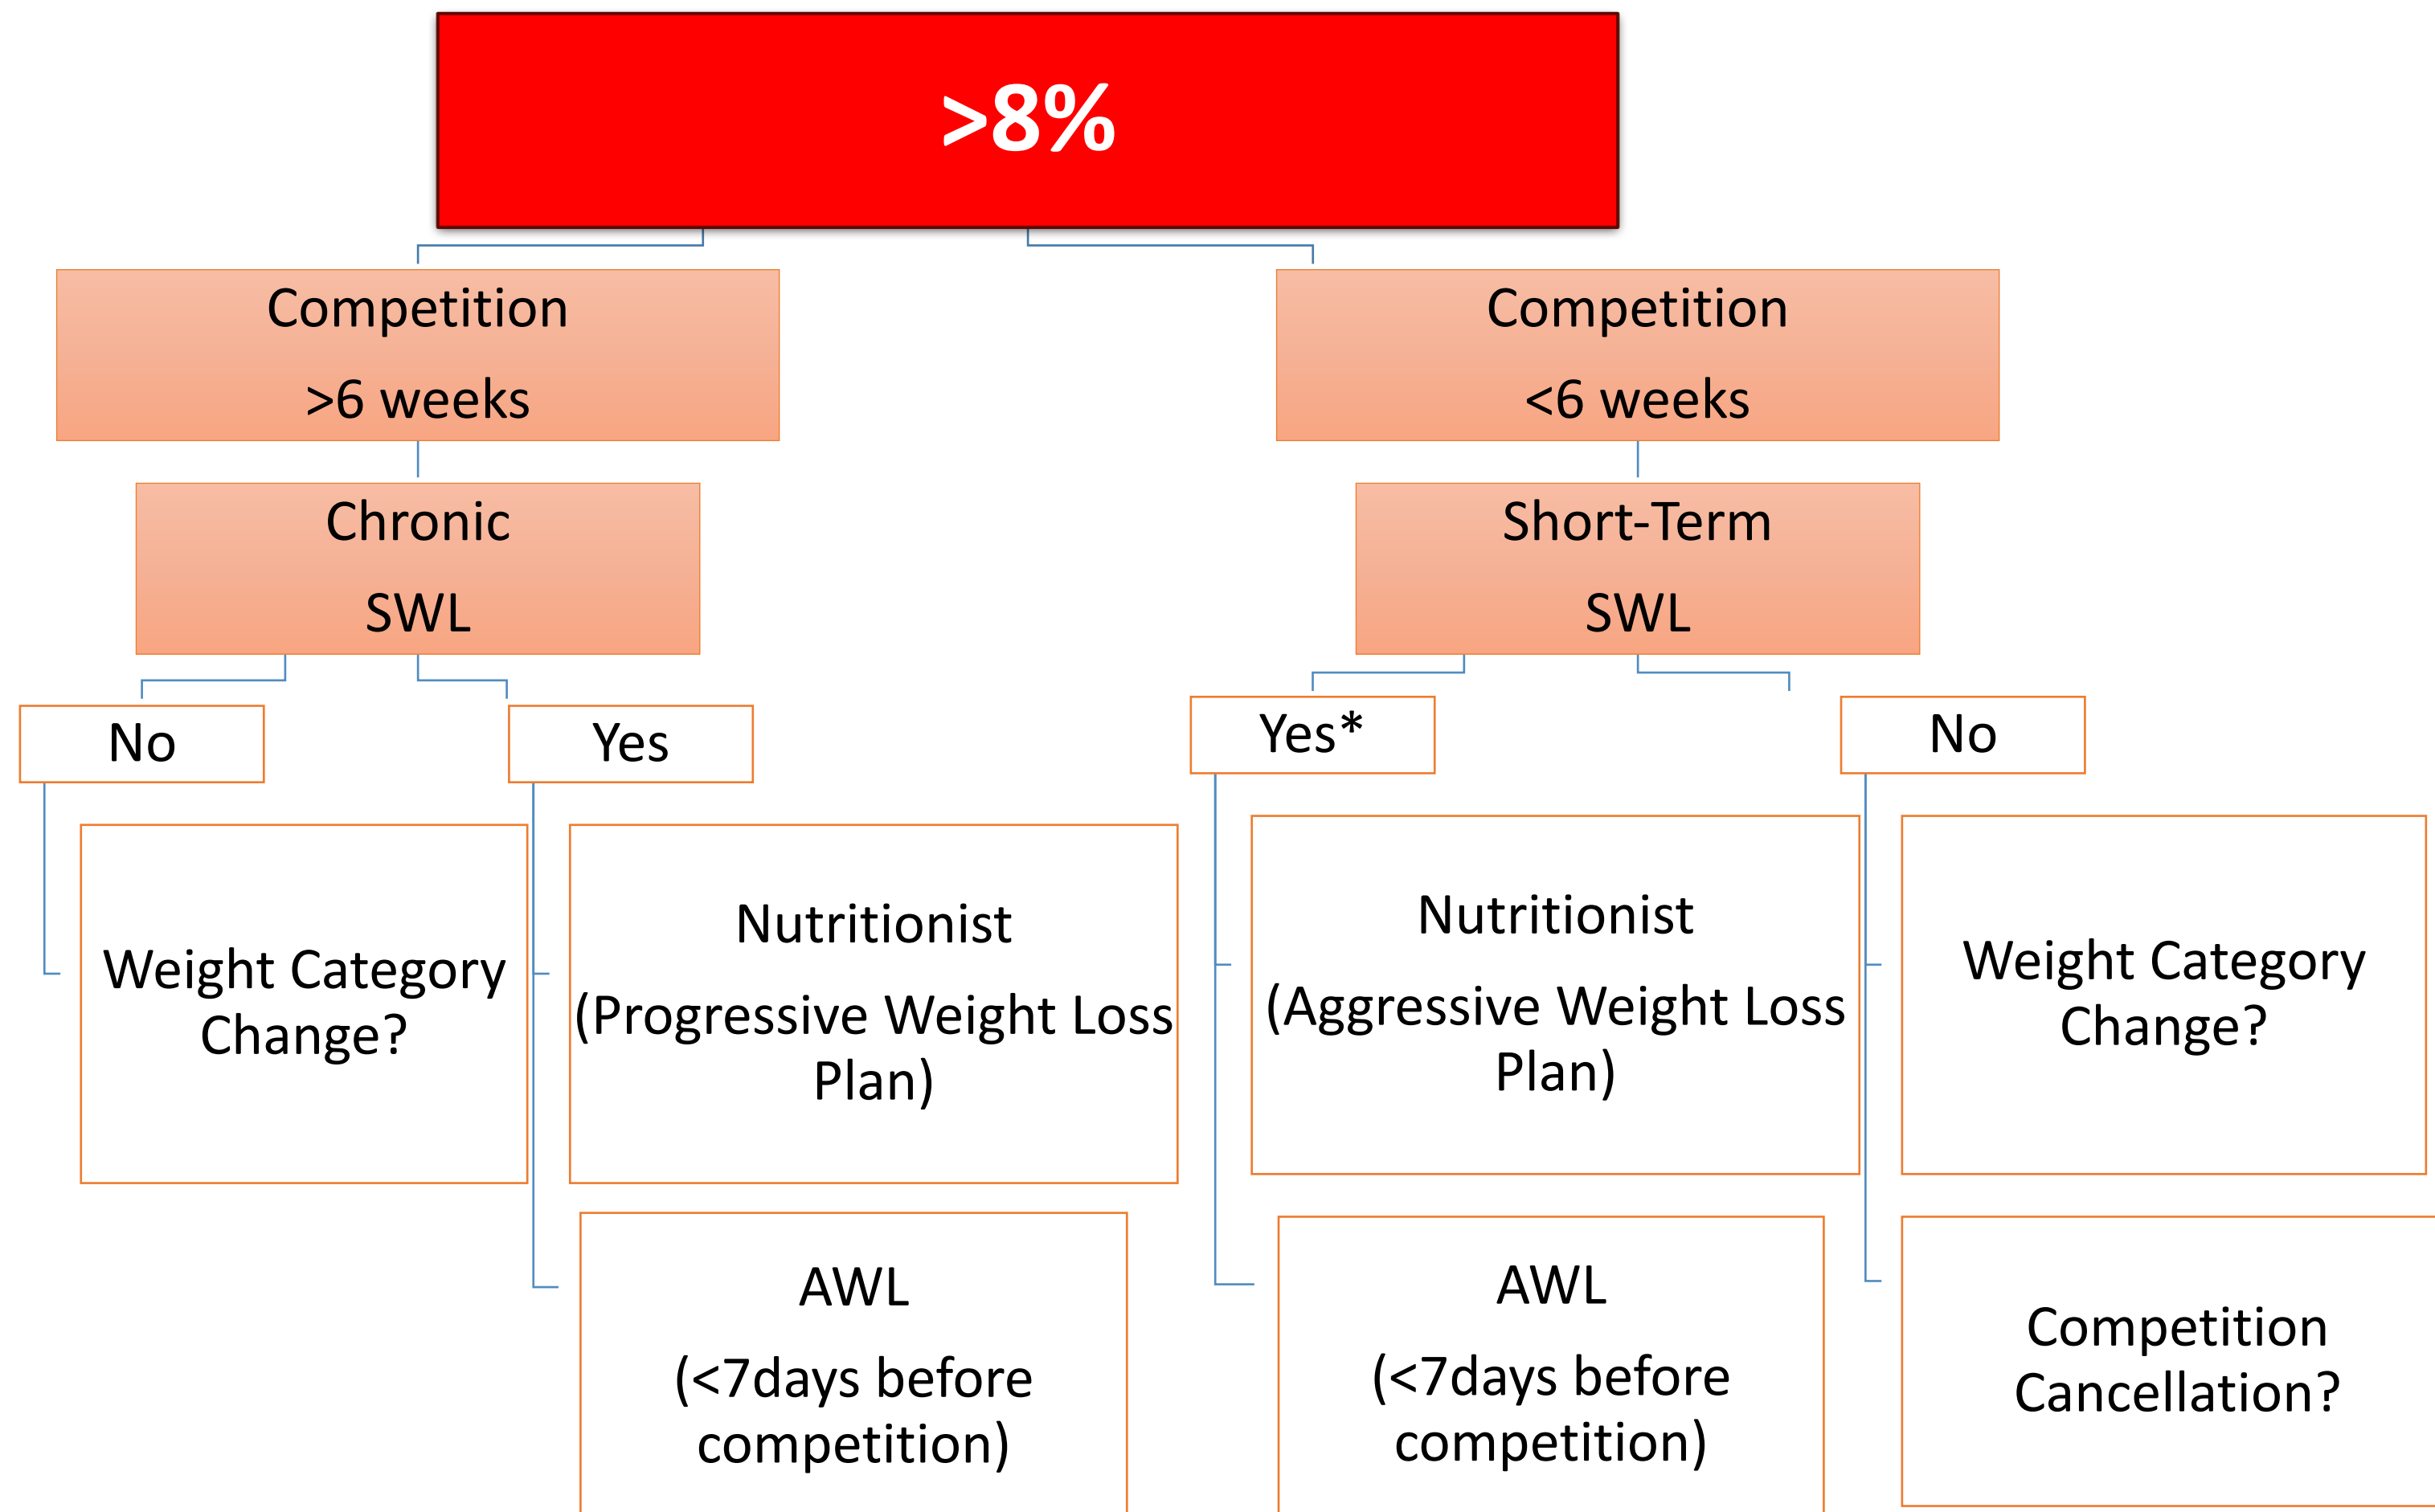 >8%
Competition
>6 weeks
Competition
<6 weeks
Chronic
SWL
Short-Term
SWL
No
Yes
Yes*
No
Weight Category
Change?
Nutritionist
(Progressive Weight Loss
Plan)
Nutritionist
(Aggressive Weight Loss
Plan)
Weight Category
Change?
AWL
(<7days before
competition)
AWL
(<7days before
competition)
Competition
Cancellation?